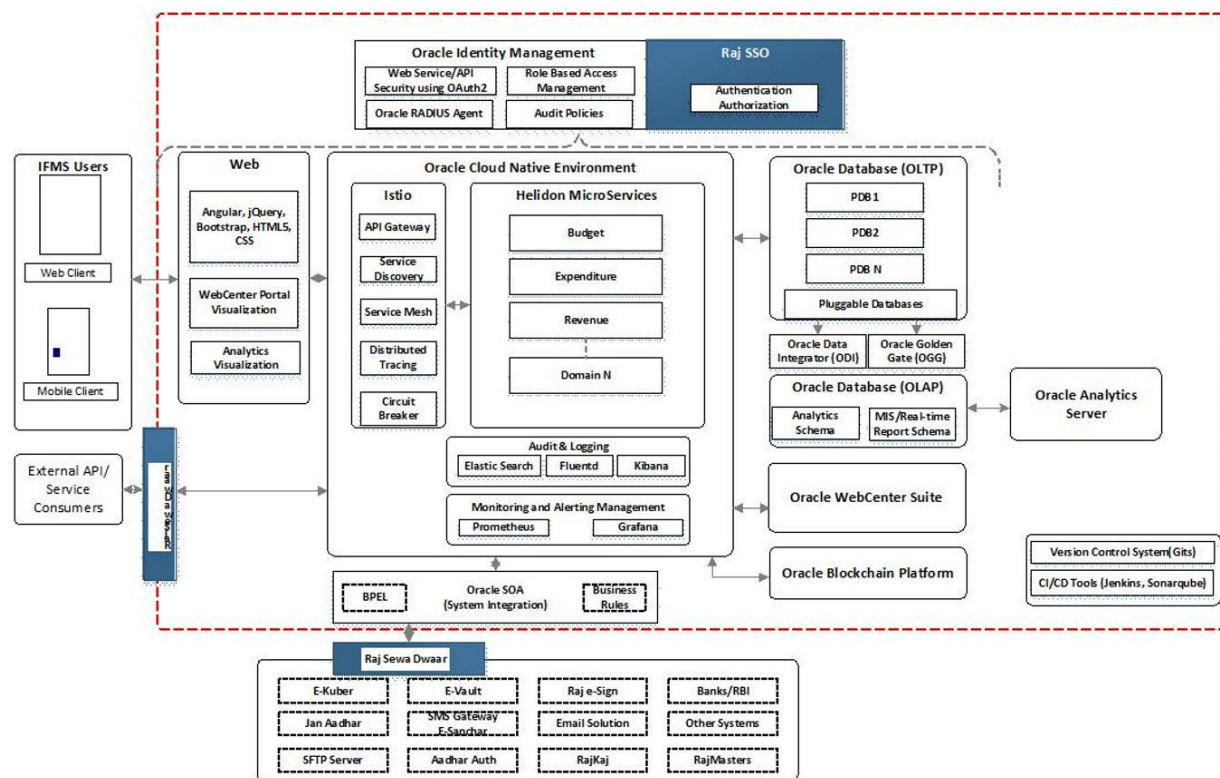 Oracle Identity Management
Web Service/API
Security using OAuth2
Role Based Access
Management
Oracle RADIUS Agent
Audit Policies
Raj SSO
Authentication
Authorization
IFMS Users
Web Client
Mobile Client
External API/
Service
Consumers
Web
Angular, jQuery,
Bootstrap, HTML5,
CSS
WebCenter Portal
Visualization
Analytics
Visualization
Oracle Cloud Native Environment
Istio
API Gateway
Service
Discovery
Service Mesh
Distributed
Tracing
Circuit
Breaker
Helidon MicroServices
Budget
Expenditure
Revenue
Domain N
Audit & Logging
Elastic Search
Fluentd
Kibana
Monitoring and Alerting Management
Prometheus
Grafana
Oracle Database (OLTP)
PDB 1
PDB2
PDB N
Pluggable Databases
Oracle Data
Integrator (ODI)
Oracle Golden
Gate (OGG)
Oracle Database (OLAP)
Analytics
Schema
MIS/Real-time
Report Schema
Oracle Analytics
Server
Oracle WebCenter Suite
Oracle Blockchain Platform
Version Control System(Gits)
CI/CD Tools (Jenkins, Sonarqube)
BPEL
Oracle SOA
(System Integration)
Business
Rules
Raj Sewa Dwaar
E-Kuber
E-Vault
Raj e-Sign
Banks/RBI
Jan Aadhar
SMS Gateway
E-Sanchar
Email Solution
Other Systems
SFTP Server
Aadhar Auth
RajKaj
RajMasters